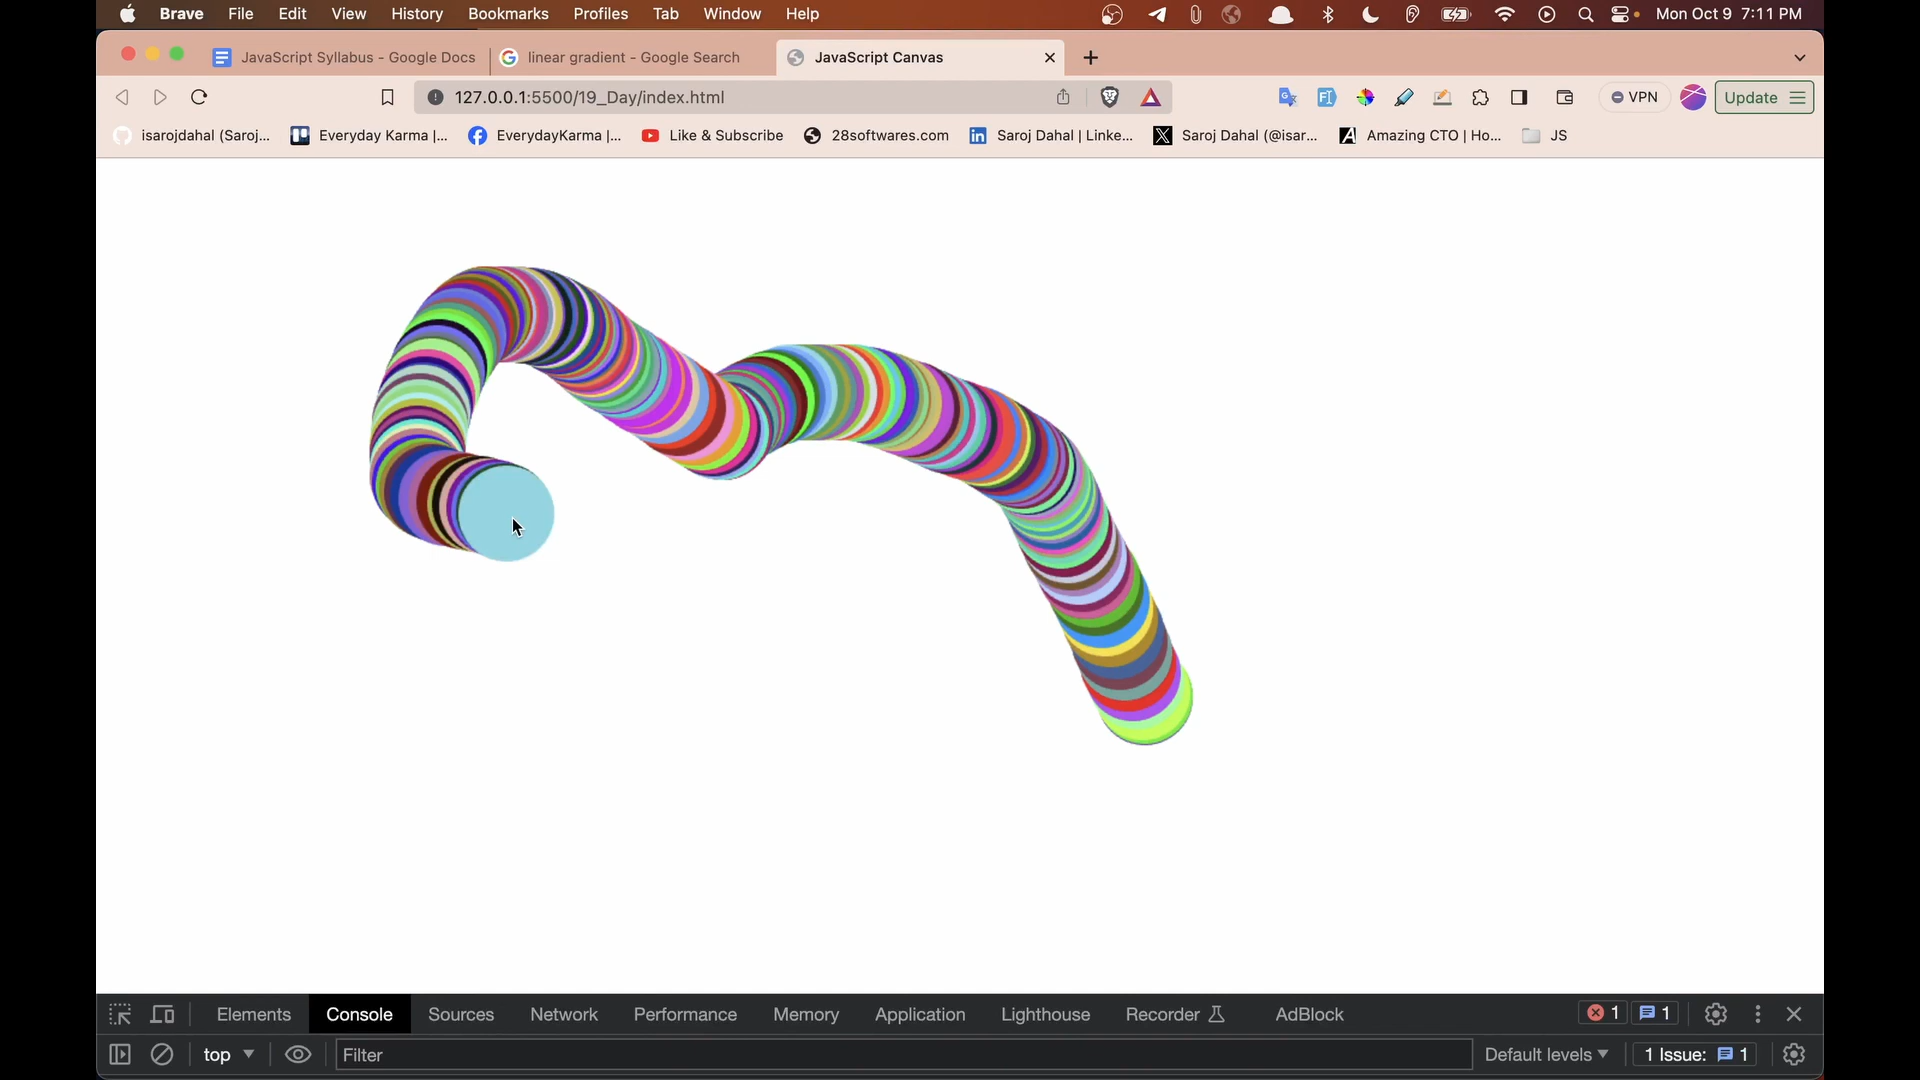 Brave File Edit View History Bookmarks Profiles Tab Window Help Mon Oct 9 7:11 PM
JavaScript Syllabus - Google Docs linear gradient - Google Search JavaScript Canvas
127.0.0.1:5500/19_Day/index.html VPN Update
isarojdahal (Saroj... Everyday Karma |... EverydayKarma |... Like & Subscribe 28softwares.com Saroj Dahal | Linke... Saroj Dahal (@isar... Amazing CTO | Ho... JS
Elements Console Sources Network Performance Memory Application Lighthouse Recorder AdBlock 1 1
top Filter Default levels 1 Issue: 1